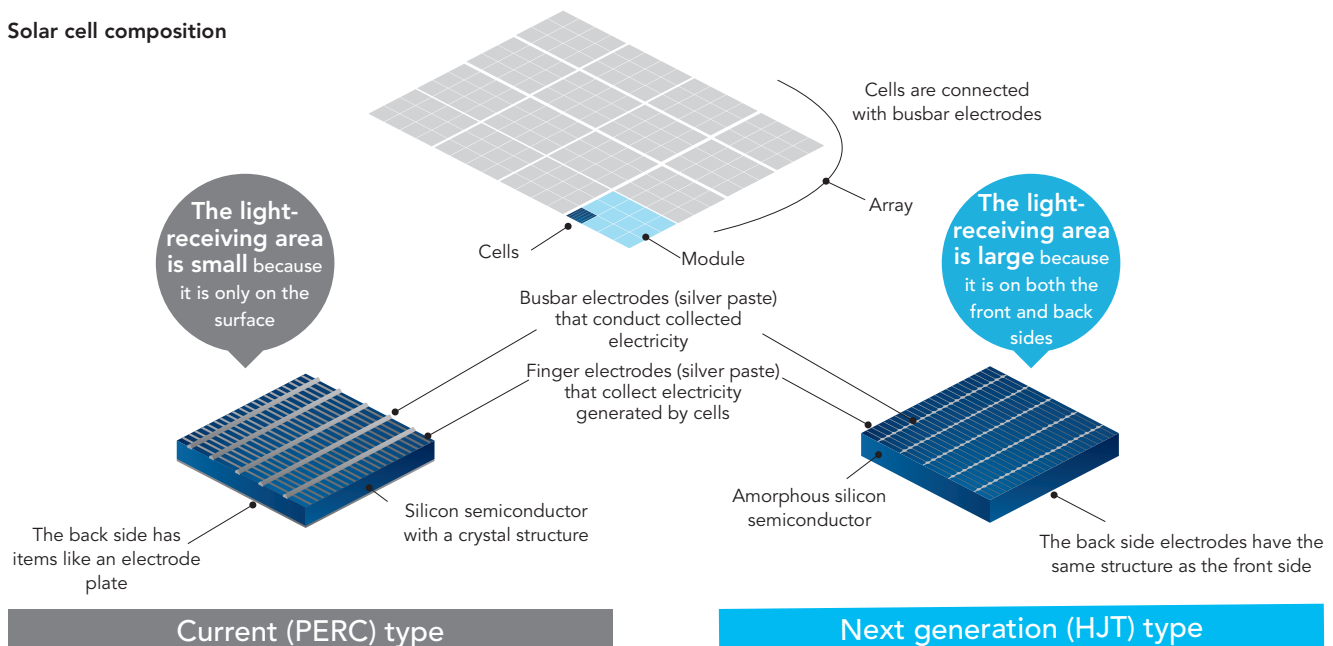 Solar cell composition
Cells are connected
with busbar electrodes
Array
Cells
Module
The light-
receiving area
is small because
it is only on the
surface
The light-
receiving area
is large because
it is on both the
front and back
sides
Busbar electrodes (silver paste)
that conduct collected
electricity
Finger electrodes (silver paste)
that collect electricity
generated by cells
The back side has
items like an electrode
plate
Silicon semiconductor
with a crystal structure
Amorphous silicon
semiconductor
The back side electrodes have the
same structure as the front side
Current (PERC) type
Next generation (HJT) type